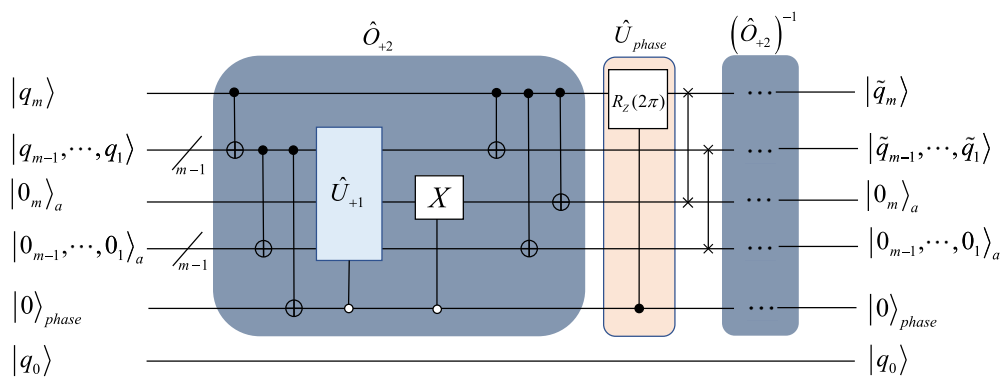 Ô₊₂ Û_phase (Ô₊₂)⁻¹
|q_m⟩ R_Z(2π) ⋯ |q̃_m⟩
|q_{m-1},⋯,q_1⟩ m-1 ⋯ |q̃_{m-1},⋯,q̃_1⟩
|0_m⟩_a Û₊₁ X ⋯ |0_m⟩_a
|0_{m-1},⋯,0_1⟩_a m-1 ⋯ |0_{m-1},⋯,0_1⟩_a
|0⟩_phase ⋯ |0⟩_phase
|q_0⟩ |q_0⟩